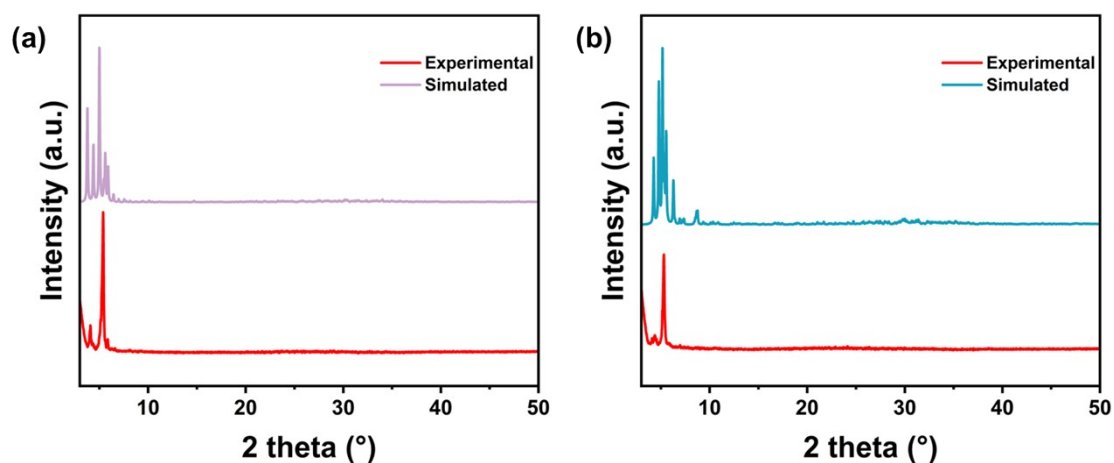 (a)
Experimental
Simulated
Intensity (a.u.)
10 20 30 40 50
2 theta (°)
(b)
Experimental
Simulated
Intensity (a.u.)
10 20 30 40 50
2 theta (°)